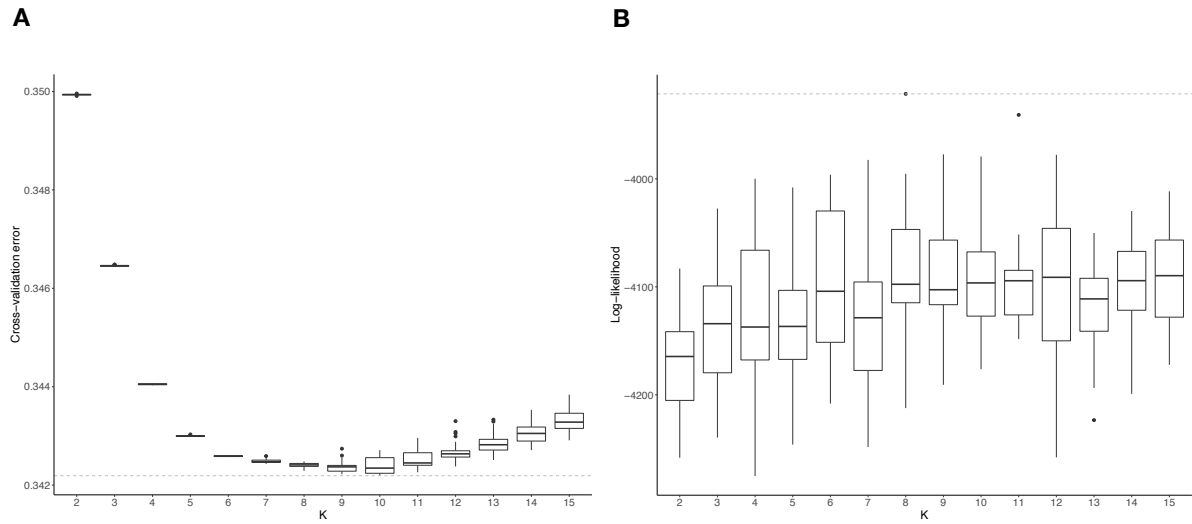 A
Cross−validation error
0.350
0.348
0.346
0.344
0.342
2 3 4 5 6 7 8 9 10 11 12 13 14 15
K
B
Log−likelihood
−4000
−4100
−4200
2 3 4 5 6 7 8 9 10 11 12 13 14 15
K